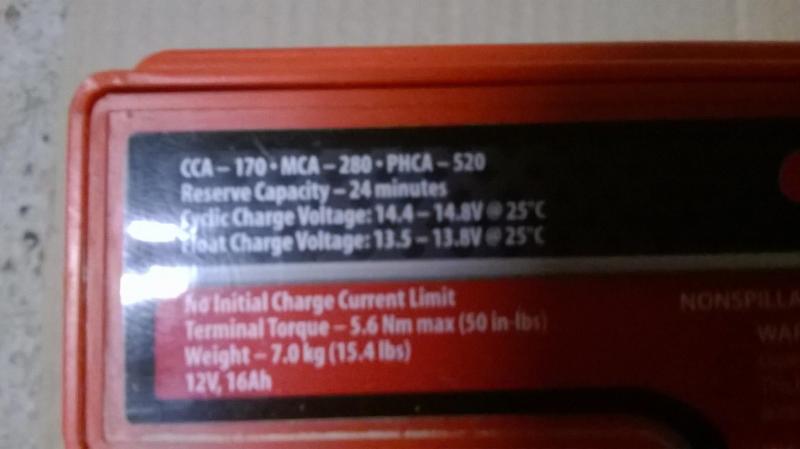 CCA – 170 • MCA – 280 • PHCA – 520
Reserve Capacity – 24 minutes
Cyclic Charge Voltage: 14.4 – 14.8V @ 25°C
Float Charge Voltage: 13.5 – 13.8V @ 25°C
No Initial Charge Current Limit
Terminal Torque – 5.6 Nm max (50 in-lbs)
Weight – 7.0 kg (15.4 lbs)
12V, 16Ah
NONSPILLA
WAR